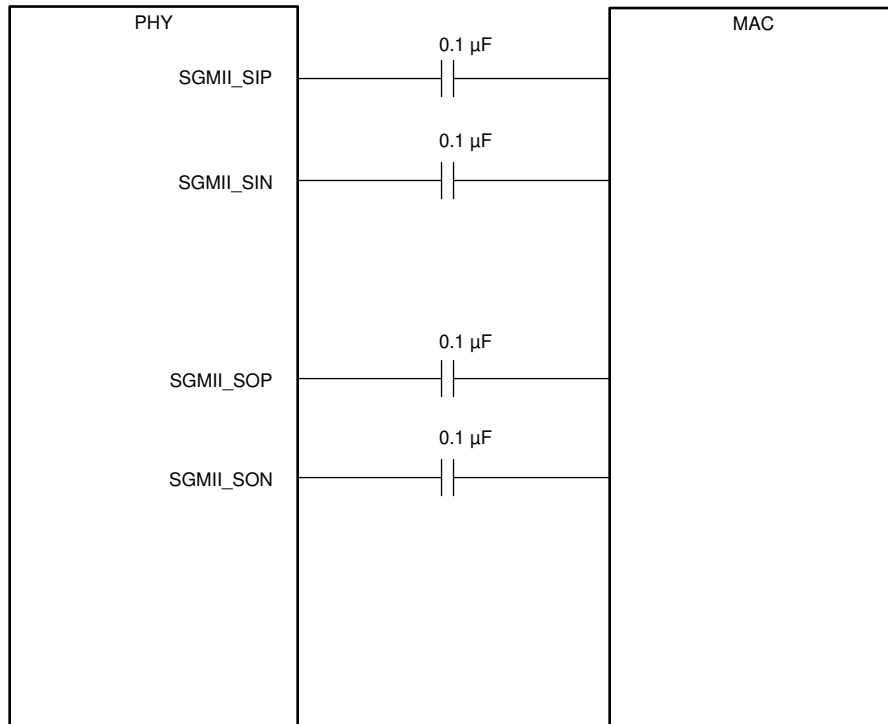 PHY
MAC
0.1 µF
SGMII_SIP
0.1 µF
SGMII_SIN
0.1 µF
SGMII_SOP
0.1 µF
SGMII_SON